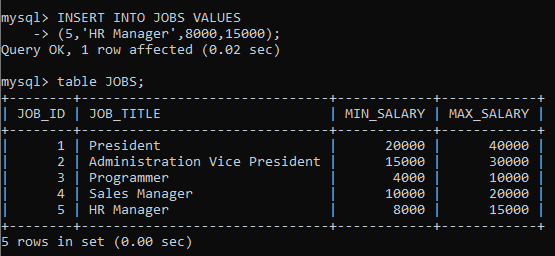 mysql> INSERT INTO JOBS VALUES
    -> (5,'HR Manager',8000,15000);
Query OK, 1 row affected (0.02 sec)
mysql> table JOBS;
+--------+-------------------------------+------------+------------+
| JOB_ID | JOB_TITLE                     | MIN_SALARY | MAX_SALARY |
+--------+-------------------------------+------------+------------+
|      1 | President                     |      20000 |      40000 |
|      2 | Administration Vice President |      15000 |      30000 |
|      3 | Programmer                    |       4000 |      10000 |
|      4 | Sales Manager                 |      10000 |      20000 |
|      5 | HR Manager                    |       8000 |      15000 |
+--------+-------------------------------+------------+------------+
5 rows in set (0.00 sec)